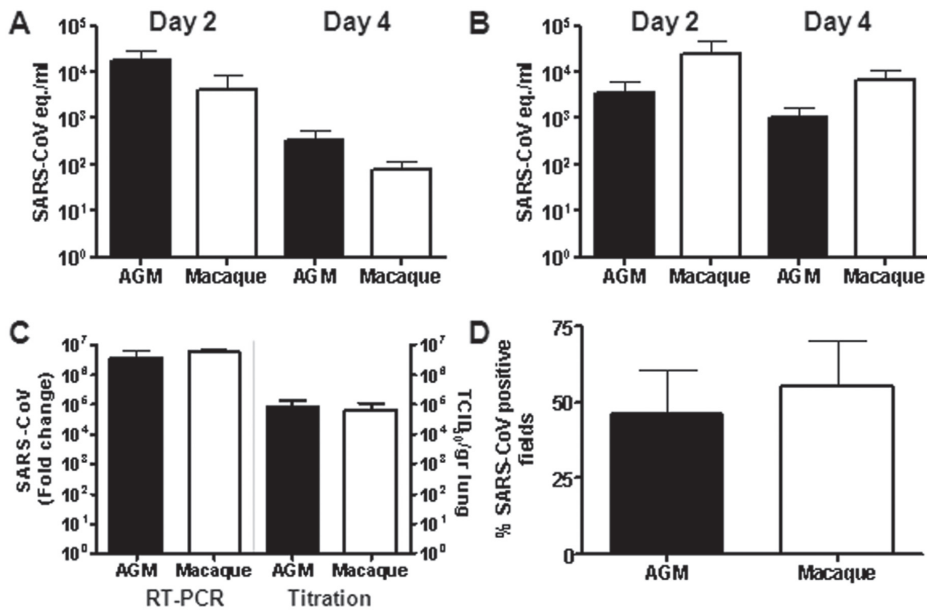 A
Day 2
Day 4
SARS-CoV eq./ml
10⁵
10⁴
10³
10²
10¹
10⁰
AGM Macaque AGM Macaque
B
Day 2
Day 4
SARS-CoV eq./ml
10⁵
10⁴
10³
10²
10¹
10⁰
AGM Macaque AGM Macaque
C
SARS-CoV
(Fold change)
10⁷
10⁶
10⁵
10⁴
10³
10²
10¹
10⁰
AGM Macaque AGM Macaque
RT-PCR Titration
10⁷
10⁶
10⁵
10⁴
10³
10²
10¹
10⁰
TCID₅₀/gr lung
D
% SARS-CoV positive
fields
75
50
25
0
AGM Macaque